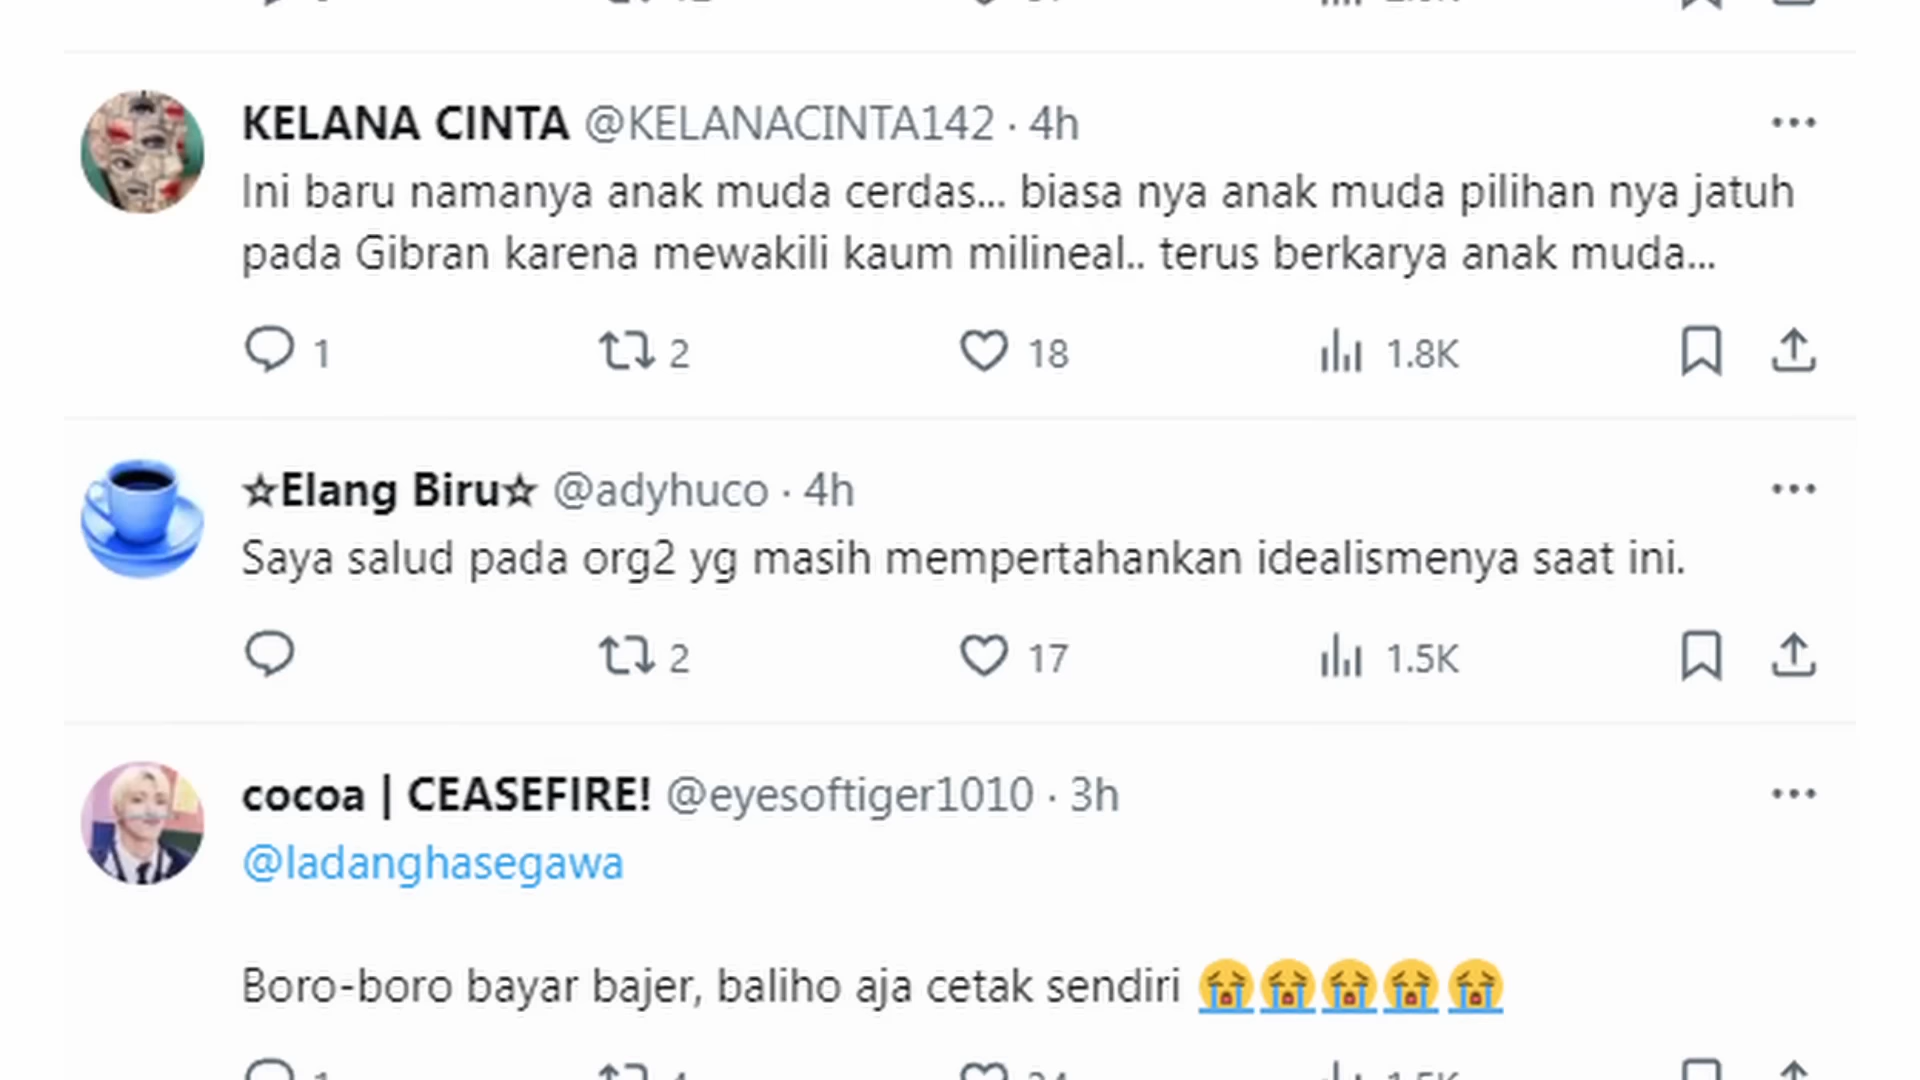 KELANA CINTA @KELANACINTA142 · 4h
Ini baru namanya anak muda cerdas... biasa nya anak muda pilihan nya jatuh
pada Gibran karena mewakili kaum milineal.. terus berkarya anak muda...
1 2 18 1.8K
☆Elang Biru☆ @adyhuco · 4h
Saya salud pada org2 yg masih mempertahankan idealismenya saat ini.
2 17 1.5K
cocoa | CEASEFIRE! @eyesoftiger1010 · 3h
@ladanghasegawa
Boro-boro bayar bajer, baliho aja cetak sendiri 😭😭😭😭😭